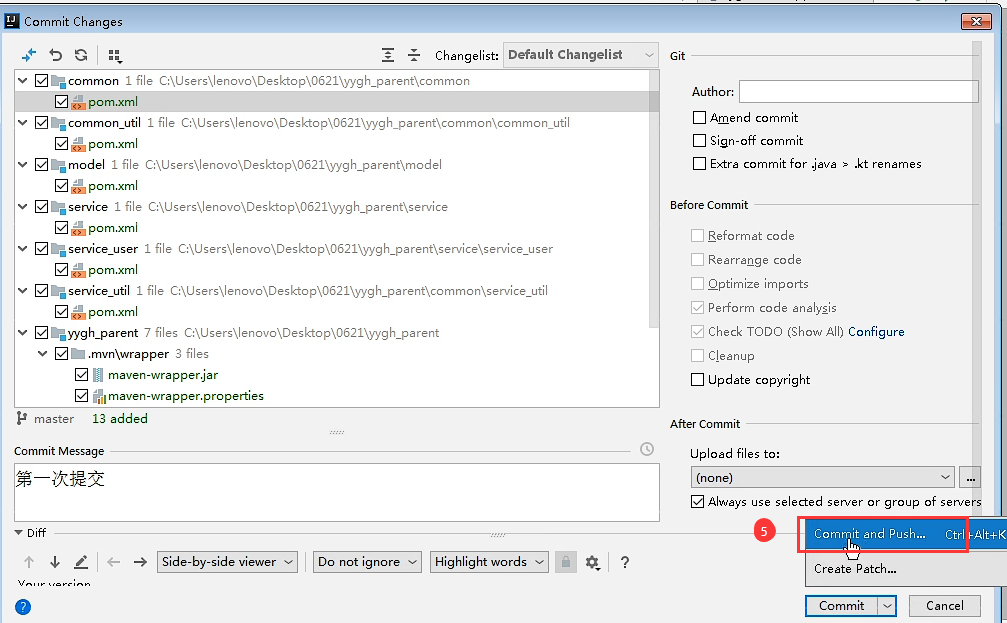 Commit Changes
Changelist: Default Changelist
common 1 file C:\Users\lenovo\Desktop\0621\yygh_parent\common
pom.xml
common_util 1 file C:\Users\lenovo\Desktop\0621\yygh_parent\common\common_util
pom.xml
model 1 file C:\Users\lenovo\Desktop\0621\yygh_parent\model
pom.xml
service 1 file C:\Users\lenovo\Desktop\0621\yygh_parent\service
pom.xml
service_user 1 file C:\Users\lenovo\Desktop\0621\yygh_parent\service\service_user
pom.xml
service_util 1 file C:\Users\lenovo\Desktop\0621\yygh_parent\common\service_util
pom.xml
yygh_parent 7 files C:\Users\lenovo\Desktop\0621\yygh_parent
.mvn\wrapper 3 files
maven-wrapper.jar
maven-wrapper.properties
master 13 added
Commit Message
第一次提交
Diff
Side-by-side viewer Do not ignore Highlight words ?
Your version
?
Git
Author:
Amend commit
Sign-off commit
Extra commit for .java > .kt renames
Before Commit
Reformat code
Rearrange code
Optimize imports
Perform code analysis
Check TODO (Show All) Configure
Cleanup
Update copyright
After Commit
Upload files to:
(none) ...
Always use selected server or group of servers
5
Commit and Push... Ctrl+Alt+K
Create Patch...
Commit Cancel